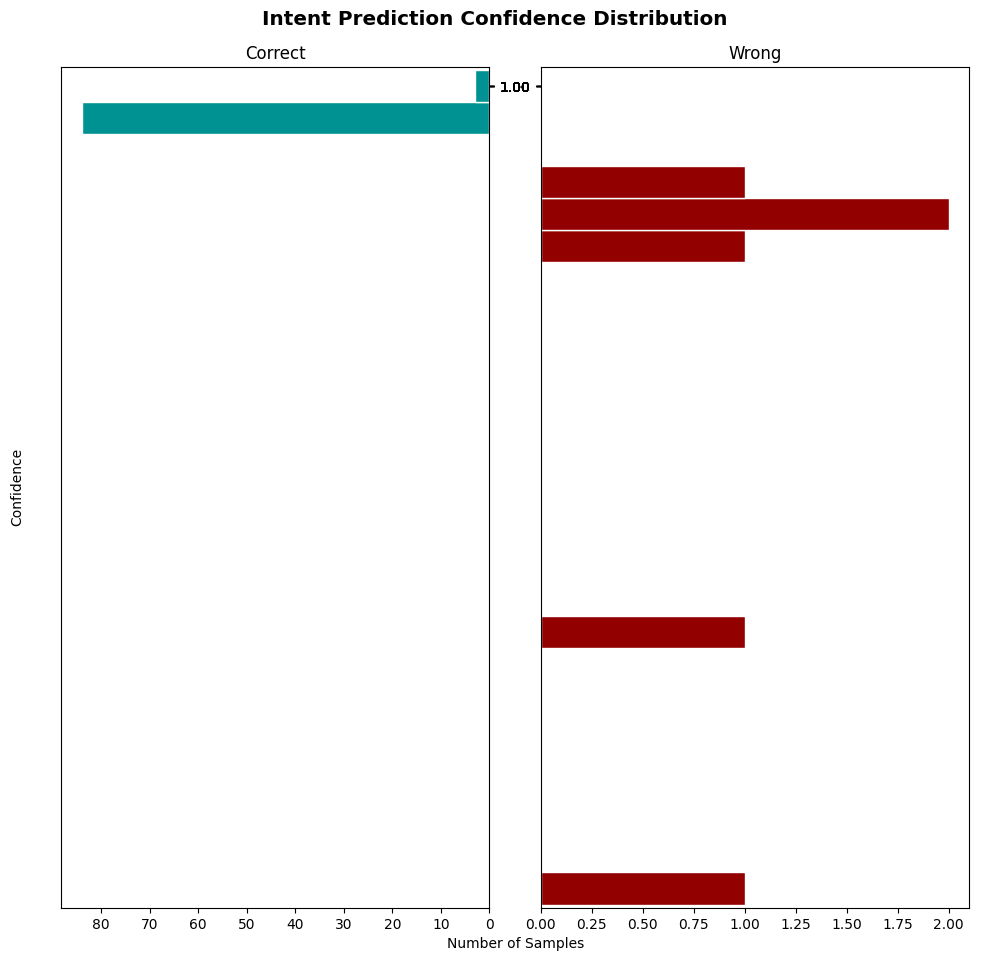 Intent Prediction Confidence Distribution
Correct
Wrong
1.00
Confidence
80 70 60 50 40 30 20 10 0
0.00 0.25 0.50 0.75 1.00 1.25 1.50 1.75 2.00
Number of Samples